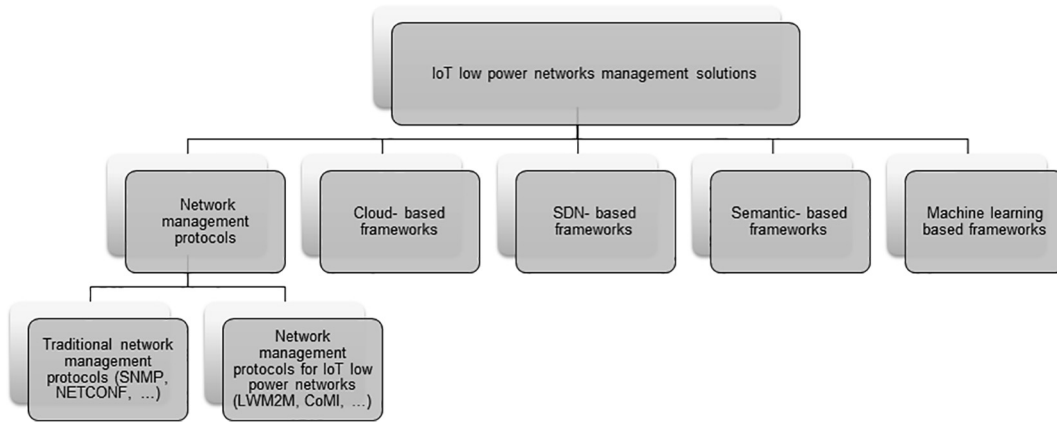 IoT low power networks management solutions
Network
management
protocols
Cloud- based
frameworks
SDN- based
frameworks
Semantic- based
frameworks
Machine learning
based frameworks
Traditional network
management
protocols (SNMP,
NETCONF, ...)
Network
management
protocols for IoT low
power networks
(LWM2M, CoMI, ...)